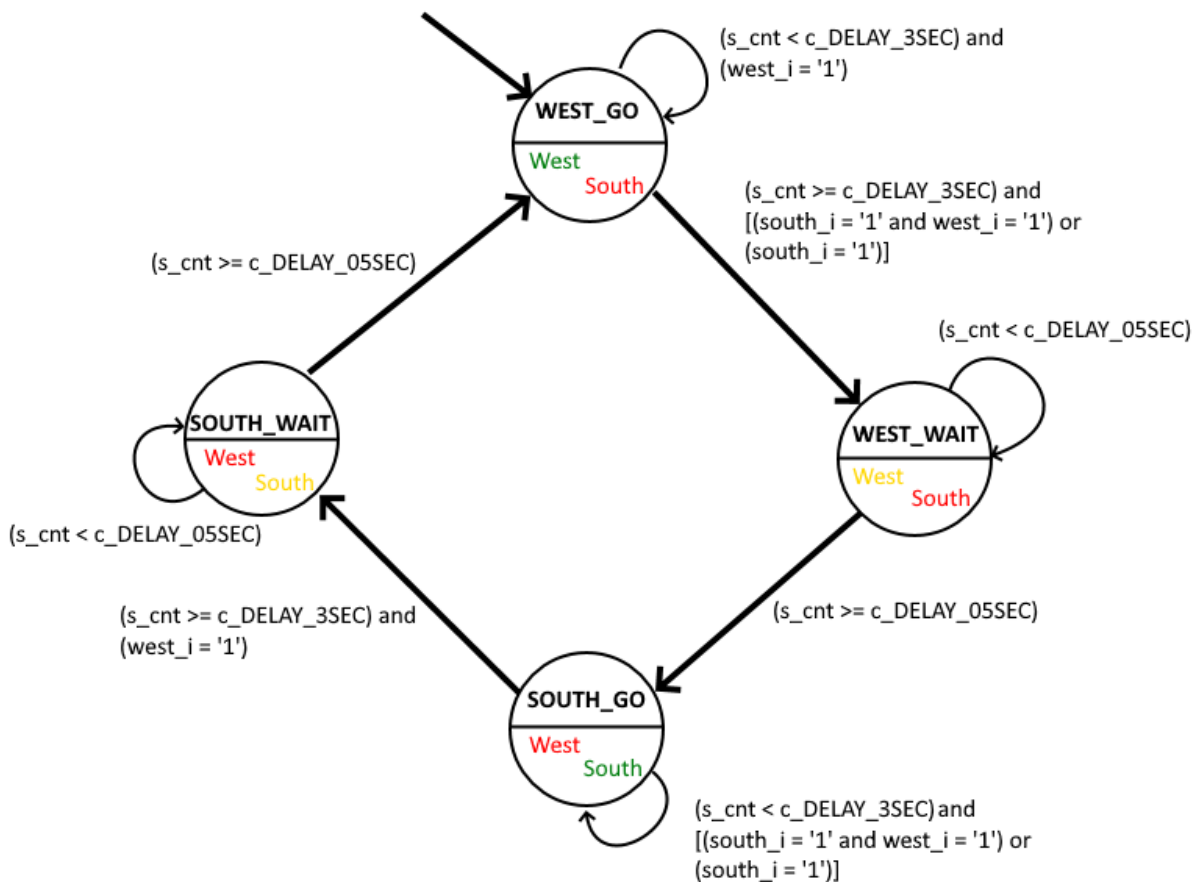 (s_cnt < c_DELAY_3SEC) and
(west_i = '1')
WEST_GO
West
South
(s_cnt >= c_DELAY_3SEC) and
[(south_i = '1' and west_i = '1') or
(south_i = '1')]
(s_cnt >= c_DELAY_05SEC)
(s_cnt < c_DELAY_05SEC)
SOUTH_WAIT
West
South
WEST_WAIT
West
South
(s_cnt < c_DELAY_05SEC)
(s_cnt >= c_DELAY_3SEC) and
(west_i = '1')
(s_cnt >= c_DELAY_05SEC)
SOUTH_GO
West
South
(s_cnt < c_DELAY_3SEC) and
[(south_i = '1' and west_i = '1') or
(south_i = '1')]